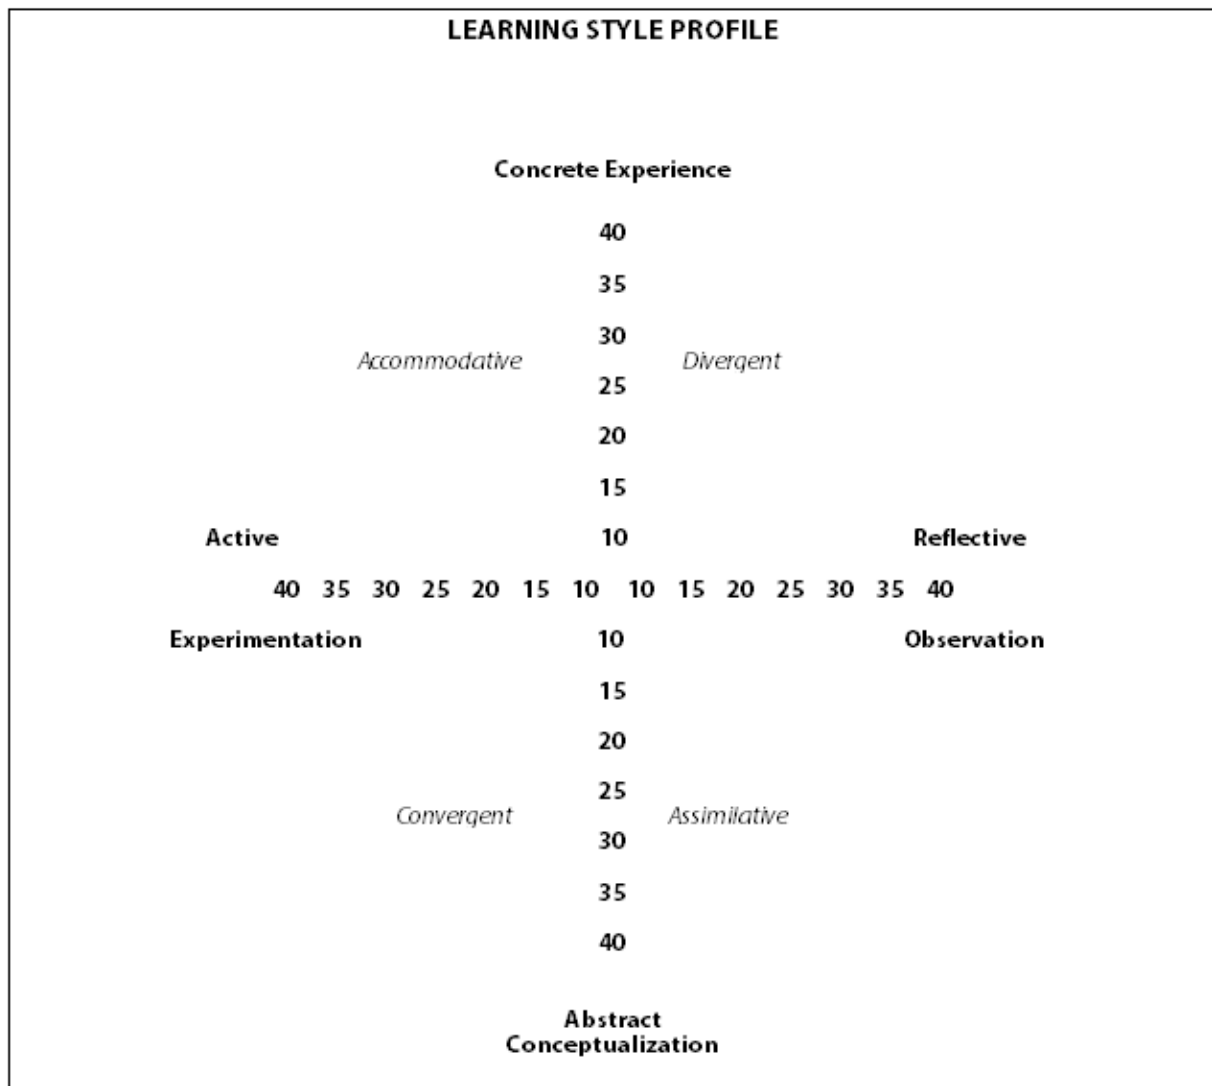 LEARNING STYLE PROFILE
Concrete Experience
40
35
30
Accommodative Divergent
25
20
15
Active 10 Reflective
40 35 30 25 20 15 10 10 15 20 25 30 35 40
Experimentation 10 Observation
15
20
25
Convergent Assimilative
30
35
40
Abstract
Conceptualization